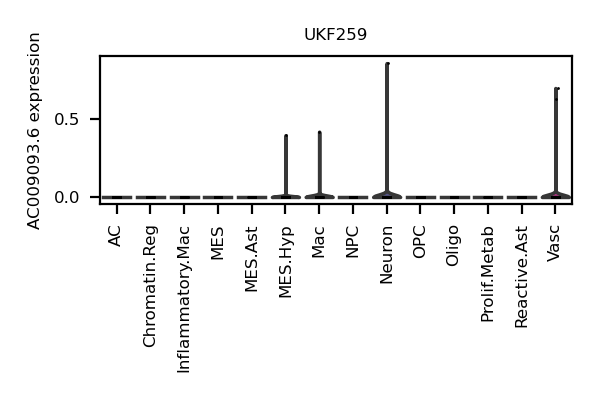 UKF259
AC009093.6 expression
0.5
0.0
AC
Chromatin.Reg
Inflammatory.Mac
MES
MES.Ast
MES.Hyp
Mac
NPC
Neuron
OPC
Oligo
Prolif.Metab
Reactive.Ast
Vasc